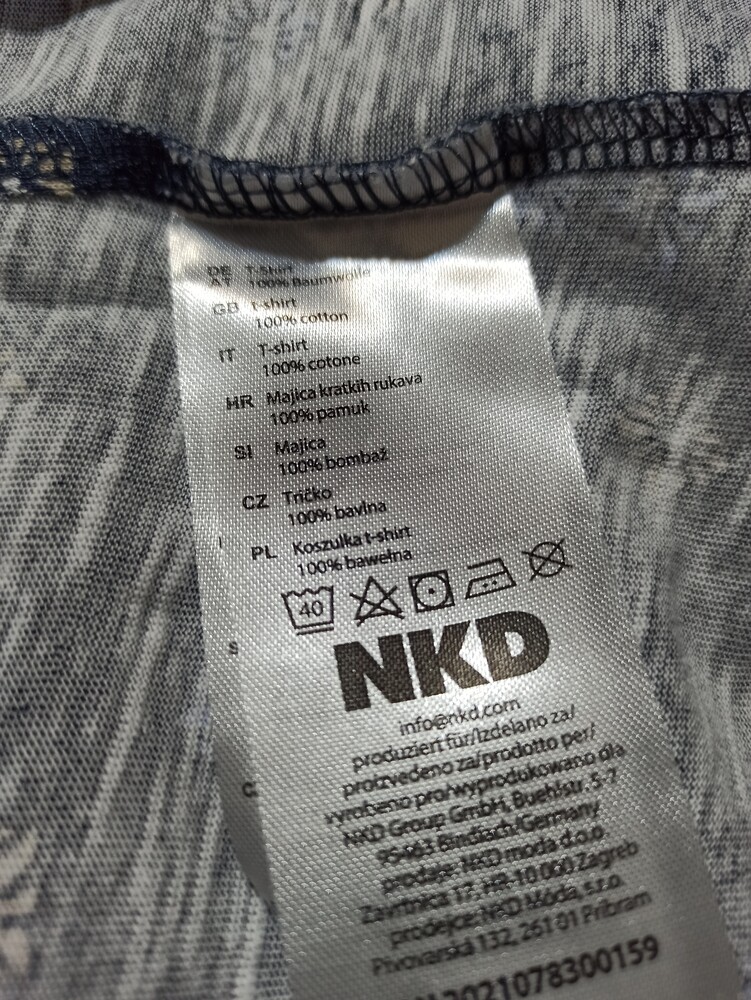 DE T-Shirt
AT 100% Baumwolle
GB t-shirt
100% cotton
IT T-shirt
100% cotone
HR Majica kratkih rukava
100% pamuk
SI Majica
100% bombaž
CZ Tričko
100% bavlna
PL Koszulka t-shirt
100% bawełna
40
NKD
info@nkd.com
produziert für/Izdelano za/
proizvedeno za/prodotto per/
vyrobeno pro/wyprodukowano dla
NKD Group GmbH, Buehlstr. 5-7
95463 Bindlach/Germany
prodaje: NKD moda d.o.o
Zavrtnica 17, HR-10 000 Zagreb
prodejce: NKD Móda, s.r.o.
Pivovarská 132, 261 01 Pribram
2021078300159